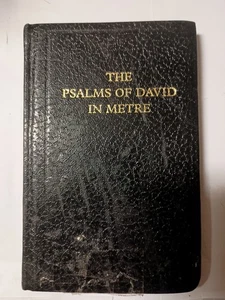 THE
PSALMS OF DAVID
IN METRE